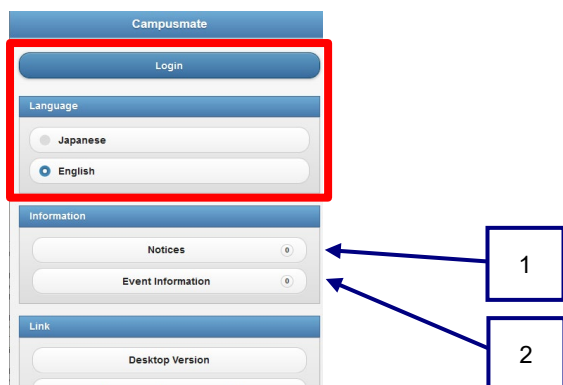 Campusmate
Login
Language
Japanese
English
Information
Notices 0
1
Event Information 0
Link
2
Desktop Version